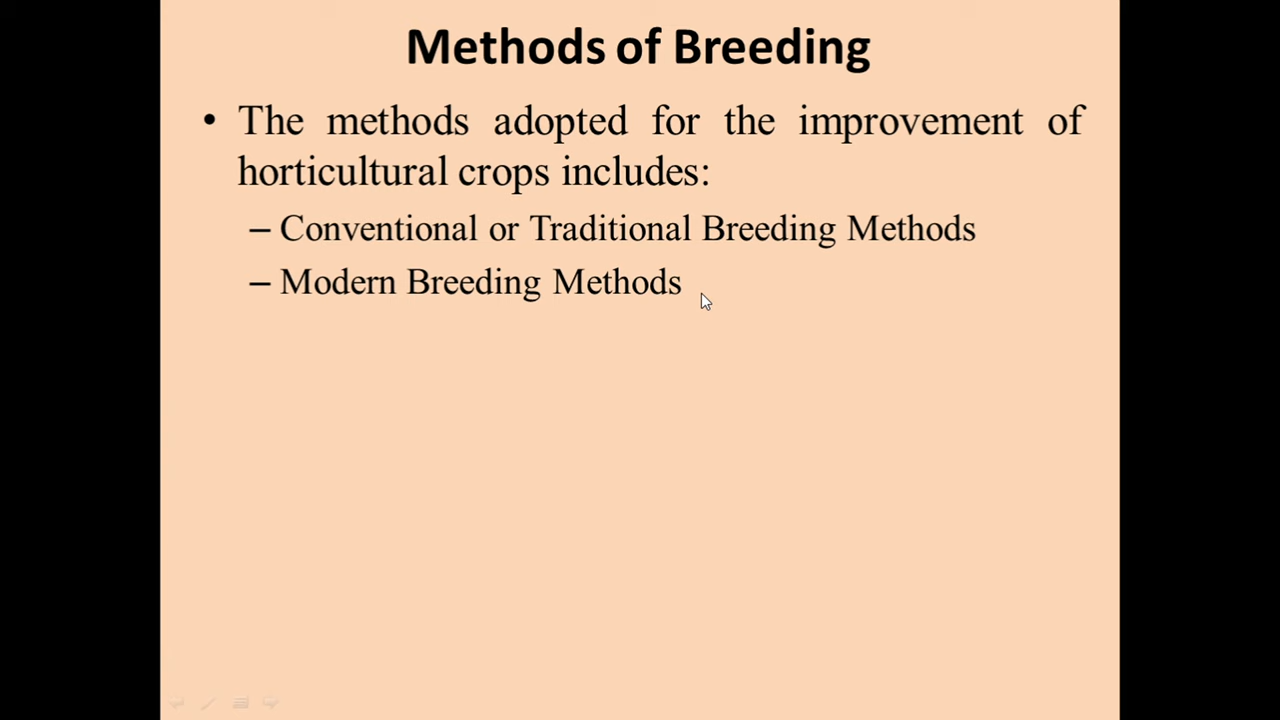 Methods of Breeding
• The methods adopted for the improvement of
horticultural crops includes:
– Conventional or Traditional Breeding Methods
– Modern Breeding Methods